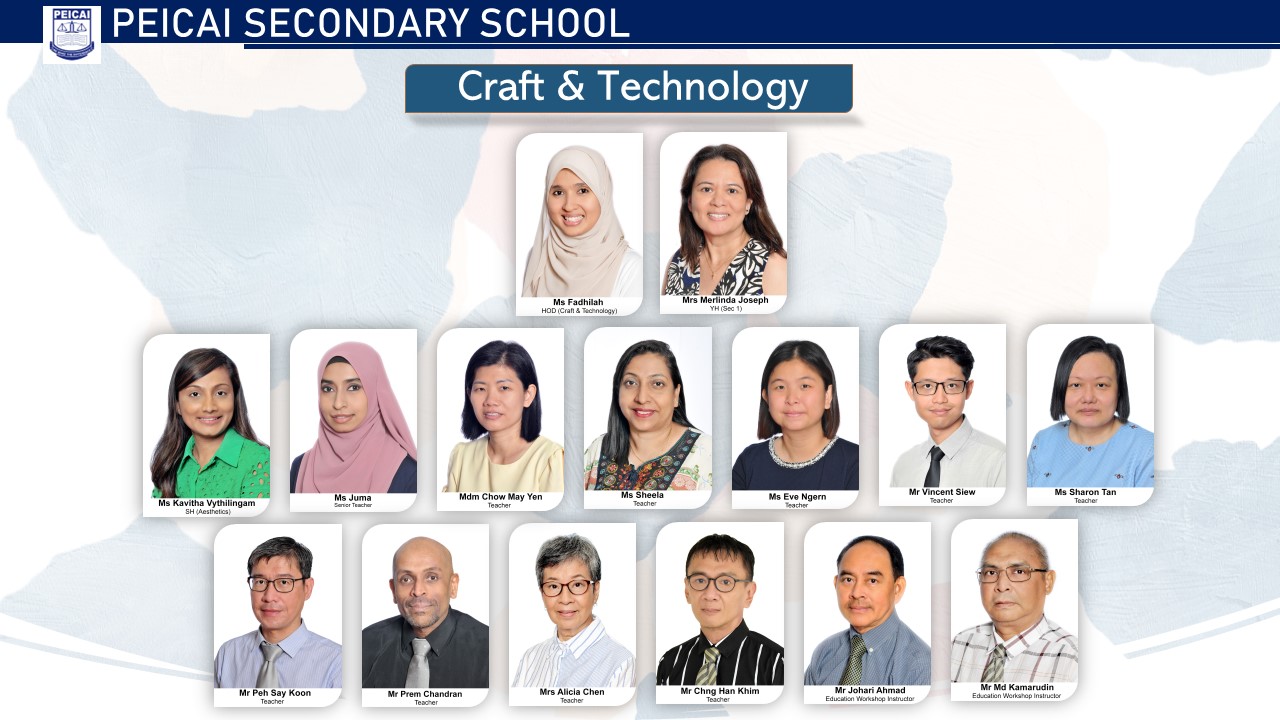 PEICAI
PEICAI SECONDARY SCHOOL
Craft & Technology
Ms Fadhilah
HOD (Craft & Technology)
Mrs Merlinda Joseph
YH (Sec 1)
Ms Kavitha Vythilingam
SH (Aesthetics)
Ms Juma
Senior Teacher
Mdm Chow May Yen
Teacher
Ms Sheela
Teacher
Ms Eve Ngern
Teacher
Mr Vincent Siew
Teacher
Ms Sharon Tan
Teacher
Mr Peh Say Koon
Teacher
Mr Prem Chandran
Teacher
Mrs Alicia Chen
Teacher
Mr Chng Han Khim
Teacher
Mr Johari Ahmad
Education Workshop Instructor
Mr Md Kamarudin
Education Workshop Instructor